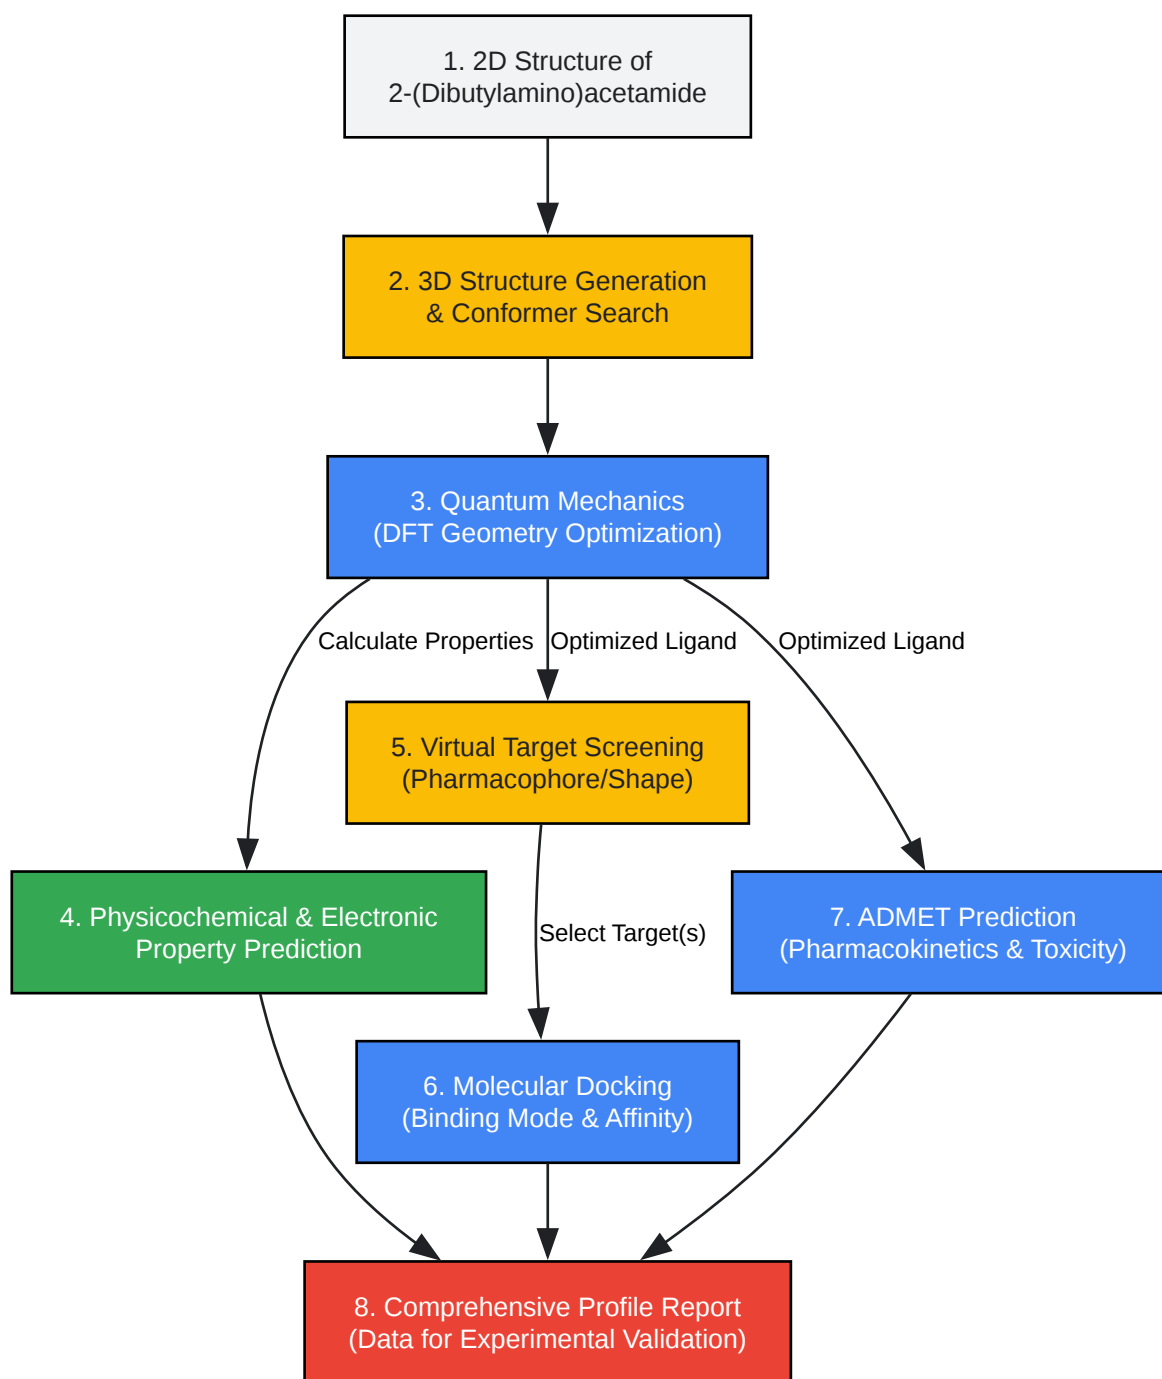 1. 2D Structure of
2-(Dibutylamino)acetamide
2. 3D Structure Generation
& Conformer Search
3. Quantum Mechanics
(DFT Geometry Optimization)
Calculate Properties
Optimized Ligand
Optimized Ligand
5. Virtual Target Screening
(Pharmacophore/Shape)
4. Physicochemical & Electronic
Property Prediction
Select Target(s)
7. ADMET Prediction
(Pharmacokinetics & Toxicity)
6. Molecular Docking
(Binding Mode & Affinity)
8. Comprehensive Profile Report
(Data for Experimental Validation)